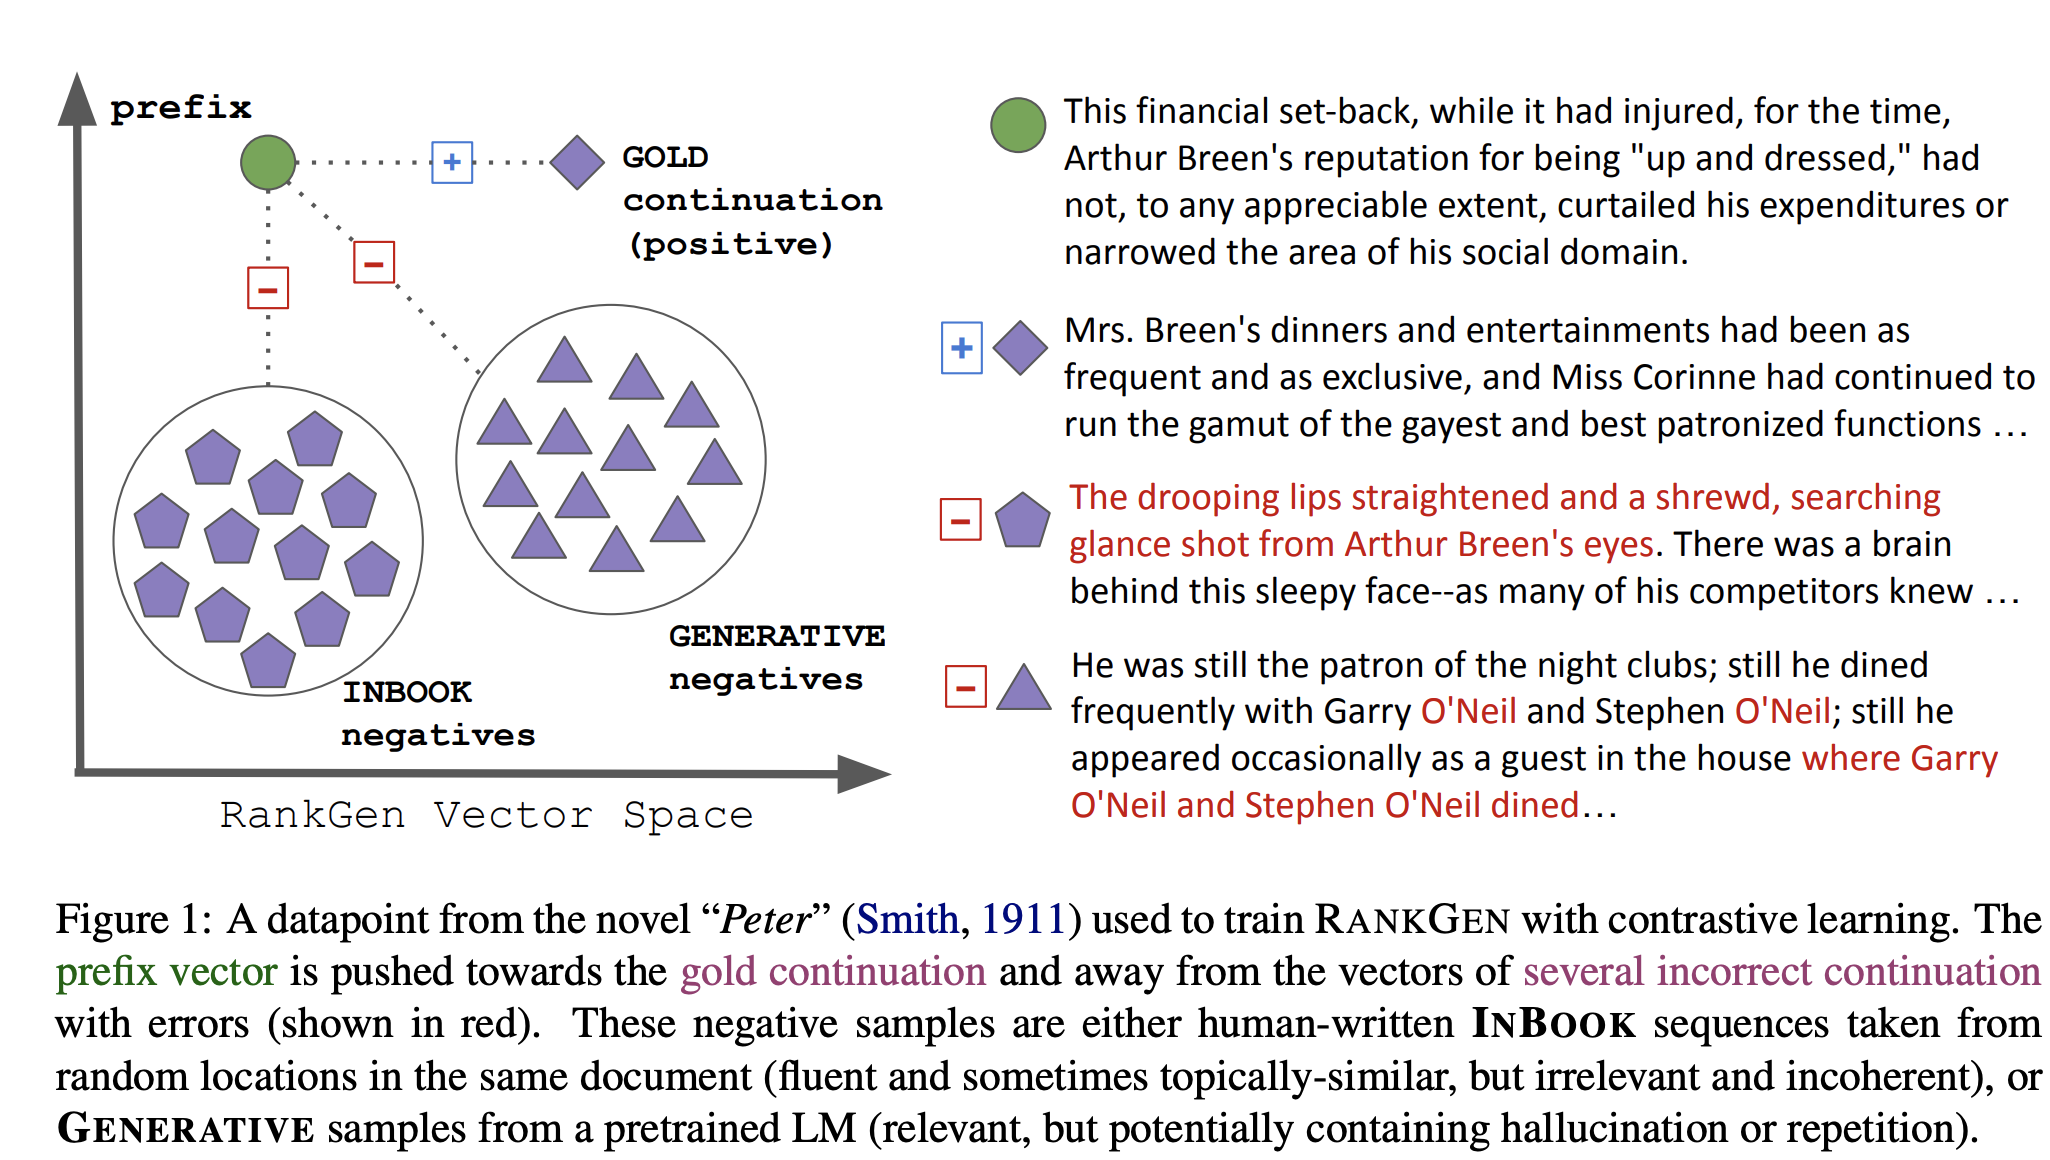 prefix
+
GOLD
continuation
(positive)
−
−
GENERATIVE
negatives
INBOOK
negatives
RankGen Vector Space
This financial set-back, while it had injured, for the time,
Arthur Breen's reputation for being "up and dressed," had
not, to any appreciable extent, curtailed his expenditures or
narrowed the area of his social domain.
+
Mrs. Breen's dinners and entertainments had been as
frequent and as exclusive, and Miss Corinne had continued to
run the gamut of the gayest and best patronized functions …
−
The drooping lips straightened and a shrewd, searching
glance shot from Arthur Breen's eyes. There was a brain
behind this sleepy face--as many of his competitors knew …
−
He was still the patron of the night clubs; still he dined
frequently with Garry O'Neil and Stephen O'Neil; still he
appeared occasionally as a guest in the house where Garry
O'Neil and Stephen O'Neil dined…
Figure 1: A datapoint from the novel “Peter” (Smith, 1911) used to train RANKGEN with contrastive learning. The
prefix vector is pushed towards the gold continuation and away from the vectors of several incorrect continuation
with errors (shown in red). These negative samples are either human-written INBOOK sequences taken from
random locations in the same document (fluent and sometimes topically-similar, but irrelevant and incoherent), or
GENERATIVE samples from a pretrained LM (relevant, but potentially containing hallucination or repetition).